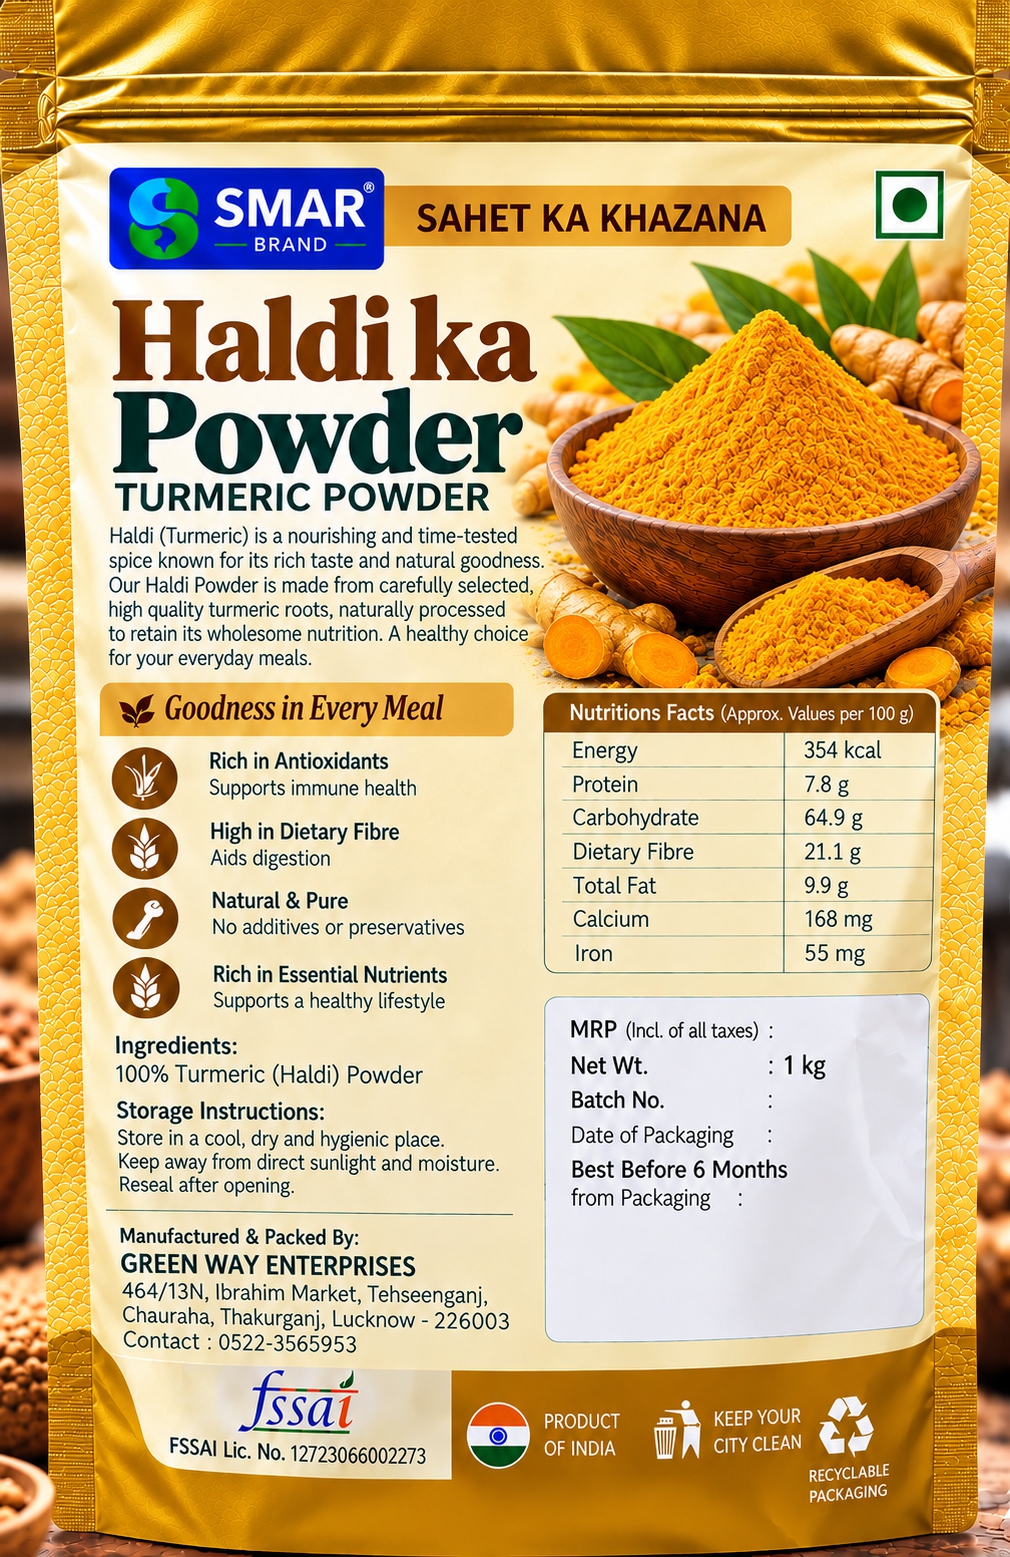 SMAR®
BRAND
SAHET KA KHAZANA
Haldi ka
Powder
TURMERIC POWDER
Haldi (Turmeric) is a nourishing and time-tested
spice known for its rich taste and natural goodness.
Our Haldi Powder is made from carefully selected,
high quality turmeric roots, naturally processed
to retain its wholesome nutrition. A healthy choice
for your everyday meals.
Goodness in Every Meal
Rich in Antioxidants
Supports immune health
High in Dietary Fibre
Aids digestion
Natural & Pure
No additives or preservatives
Rich in Essential Nutrients
Supports a healthy lifestyle
Ingredients:
100% Turmeric (Haldi) Powder
Storage Instructions:
Store in a cool, dry and hygienic place.
Keep away from direct sunlight and moisture.
Reseal after opening.
Manufactured & Packed By:
GREEN WAY ENTERPRISES
464/13N, Ibrahim Market, Tehseenganj,
Chauraha, Thakurganj, Lucknow - 226003
Contact : 0522-3565953
Nutritions Facts (Approx. Values per 100 g)
Energy 354 kcal
Protein 7.8 g
Carbohydrate 64.9 g
Dietary Fibre 21.1 g
Total Fat 9.9 g
Calcium 168 mg
Iron 55 mg
MRP (Incl. of all taxes) :
Net Wt. : 1 kg
Batch No. :
Date of Packaging :
Best Before 6 Months
from Packaging :
fssai
FSSAI Lic. No. 12723066002273
PRODUCT
OF INDIA
KEEP YOUR
CITY CLEAN
RECYCLABLE
PACKAGING